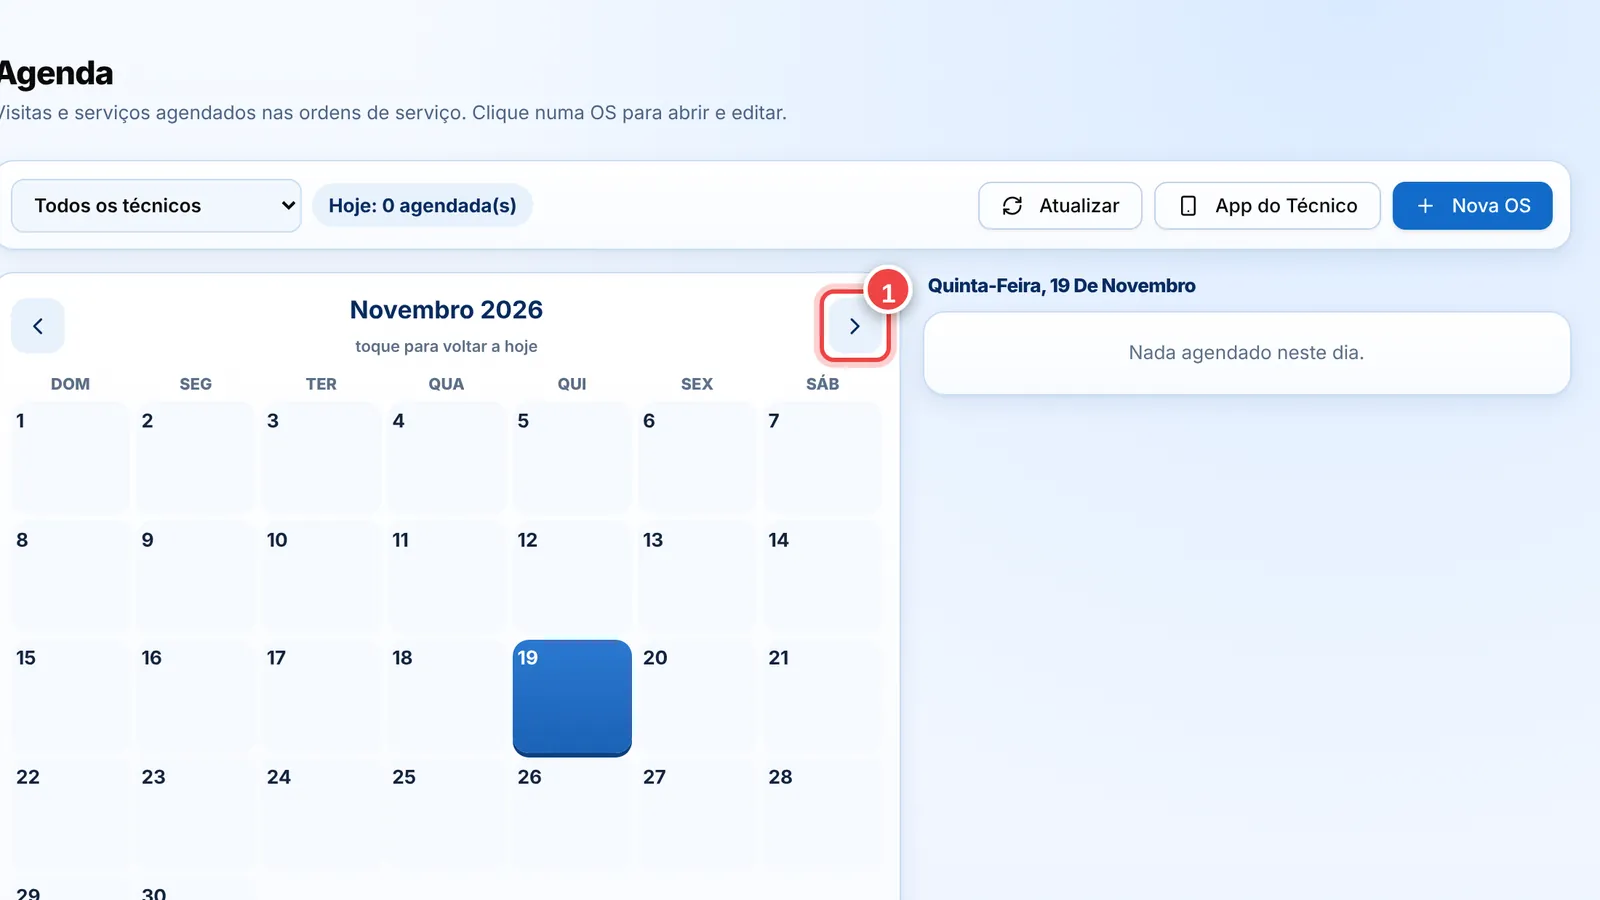 Agenda
Visitas e serviços agendados nas ordens de serviço. Clique numa OS para abrir e editar.
Todos os técnicos
Hoje: 0 agendada(s)
Atualizar
App do Técnico
+ Nova OS
Novembro 2026
toque para voltar a hoje
1
DOM SEG TER QUA QUI SEX SÁB
1 2 3 4 5 6 7
8 9 10 11 12 13 14
15 16 17 18 19 20 21
22 23 24 25 26 27 28
29 30
Quinta-Feira, 19 De Novembro
Nada agendado neste dia.